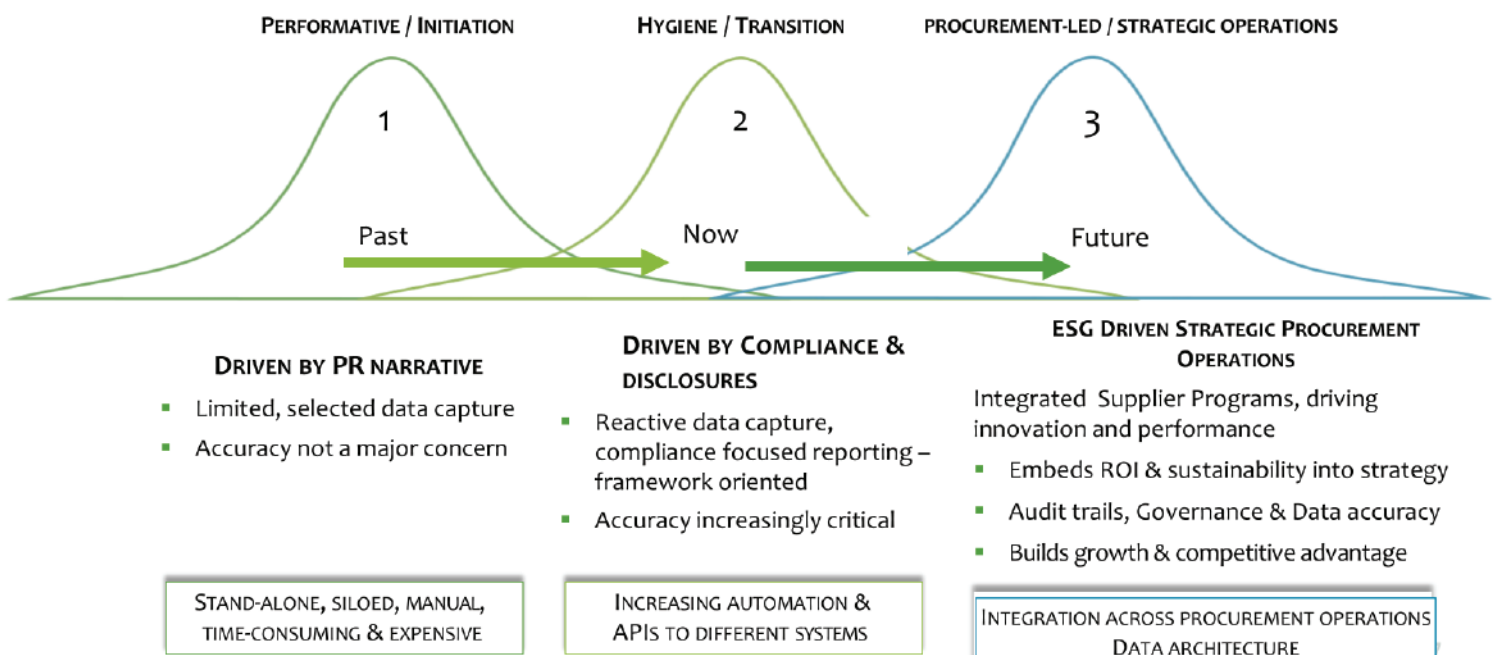 PERFORMATIVE / INITIATION
HYGIENE / TRANSITION
PROCUREMENT-LED / STRATEGIC OPERATIONS
1
2
3
Past
Now
Future
DRIVEN BY PR NARRATIVE
▪ Limited, selected data capture
▪ Accuracy not a major concern
STAND-ALONE, SILOED, MANUAL,
TIME-CONSUMING & EXPENSIVE
DRIVEN BY COMPLIANCE &
DISCLOSURES
▪ Reactive data capture,
compliance focused reporting –
framework oriented
▪ Accuracy increasingly critical
INCREASING AUTOMATION &
APIS TO DIFFERENT SYSTEMS
ESG DRIVEN STRATEGIC PROCUREMENT
OPERATIONS
Integrated Supplier Programs, driving
innovation and performance
▪ Embeds ROI & sustainability into strategy
▪ Audit trails, Governance & Data accuracy
▪ Builds growth & competitive advantage
INTEGRATION ACROSS PROCUREMENT OPERATIONS
DATA ARCHITECTURE